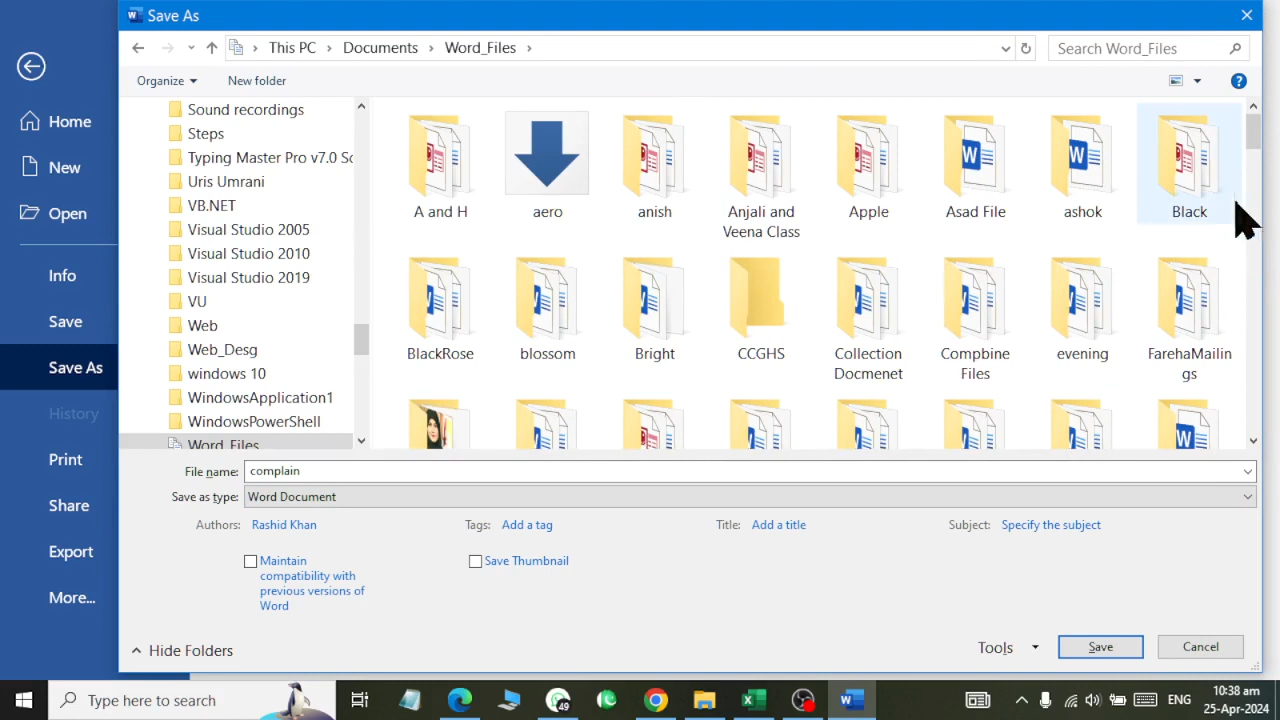 Save As
This PC > Documents > Word_Files >
Search Word_Files
Organize
New folder
Home
New
Open
Info
Save
Save As
History
Print
Share
Export
More...
Sound recordings
Steps
Typing Master Pro v7.0 Sc
Uris Umrani
VB.NET
Visual Studio 2005
Visual Studio 2010
Visual Studio 2019
VU
Web
Web_Desg
windows 10
WindowsApplication1
WindowsPowerShell
Word_Files
A and H
aero
anish
Anjali and
Veena Class
Apple
Asad File
ashok
Black
BlackRose
blossom
Bright
CCGHS
Collection
Docmenet
Compbine
Files
evening
FarehaMailin
gs
File name: complain
Save as type: Word Document
Authors: Rashid Khan
Tags: Add a tag
Title: Add a title
Subject: Specify the subject
Maintain
compatibility with
previous versions of
Word
Save Thumbnail
Hide Folders
Tools
Save
Cancel
Type here to search
49
ENG
10:38 am
25-Apr-2024